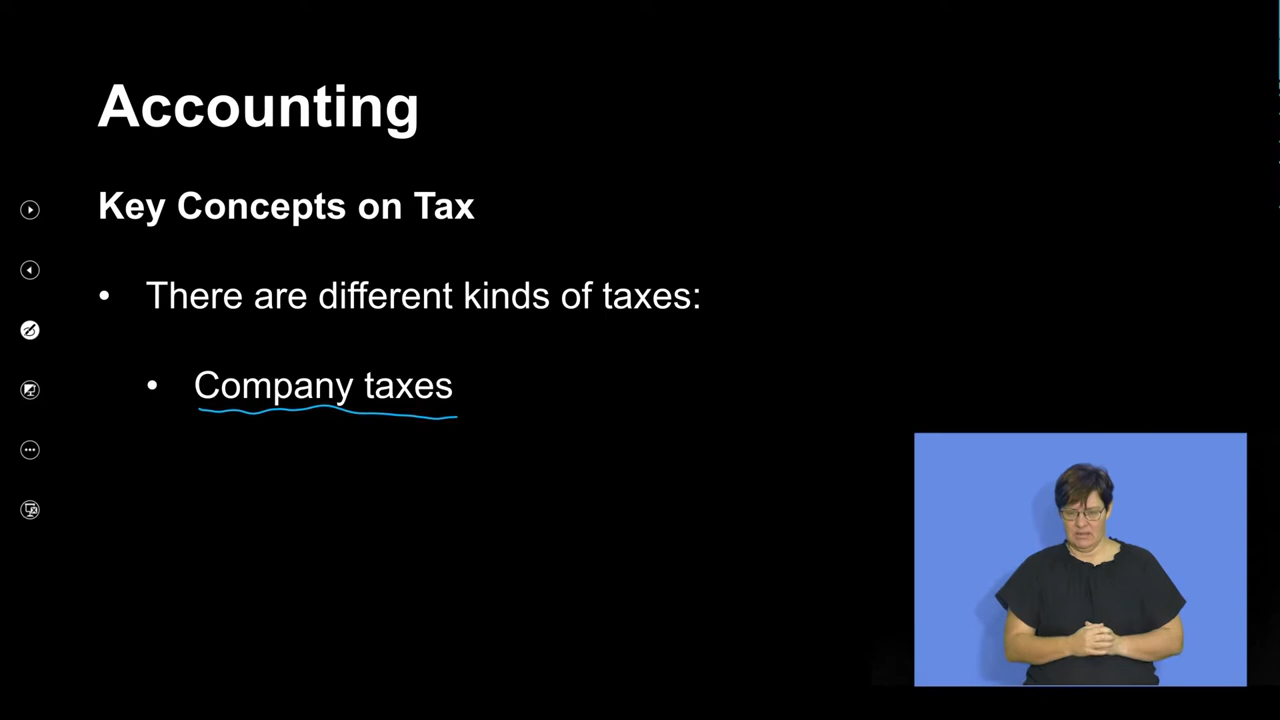 Accounting
Key Concepts on Tax
• There are different kinds of taxes:
• Company taxes